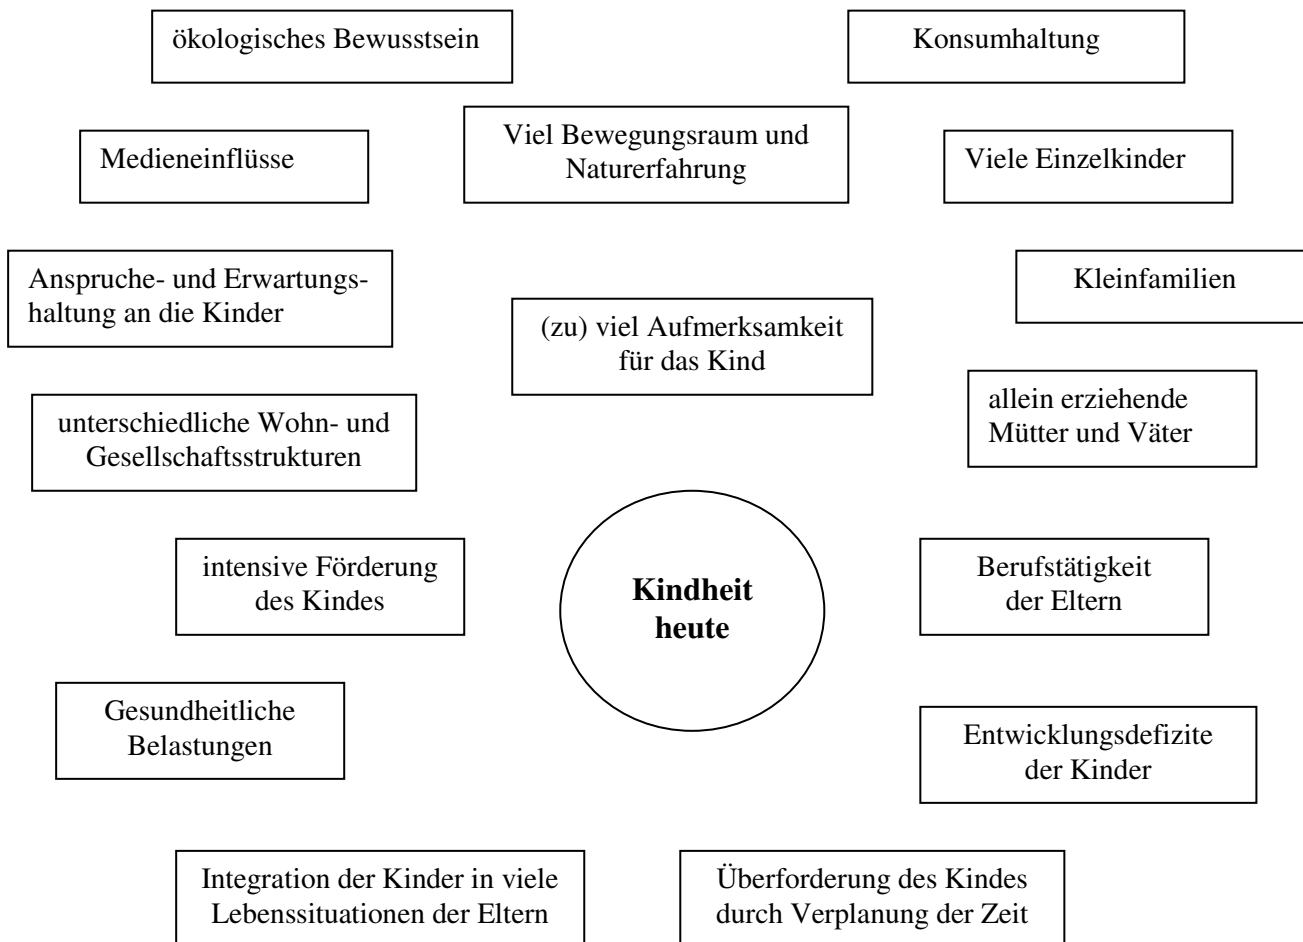 ökologisches Bewusstsein
Konsumhaltung
Viel Bewegungsraum und
Naturerfahrung
Medieneinflüsse
Viele Einzelkinder
Anspruche- und Erwartungs-
haltung an die Kinder
Kleinfamilien
(zu) viel Aufmerksamkeit
für das Kind
allein erziehende
Mütter und Väter
unterschiedliche Wohn- und
Gesellschaftsstrukturen
intensive Förderung
des Kindes
Kindheit
heute
Berufstätigkeit
der Eltern
Gesundheitliche
Belastungen
Entwicklungsdefizite
der Kinder
Integration der Kinder in viele
Lebenssituationen der Eltern
Überforderung des Kindes
durch Verplanung der Zeit